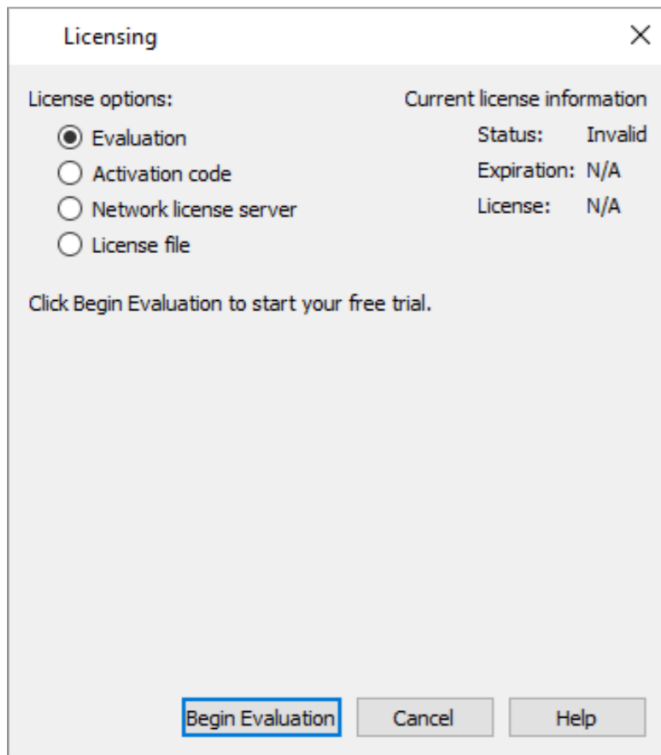 Licensing
License options:
Evaluation
Activation code
Network license server
License file
Current license information
Status: Invalid
Expiration: N/A
License: N/A
Click Begin Evaluation to start your free trial.
Begin Evaluation Cancel Help